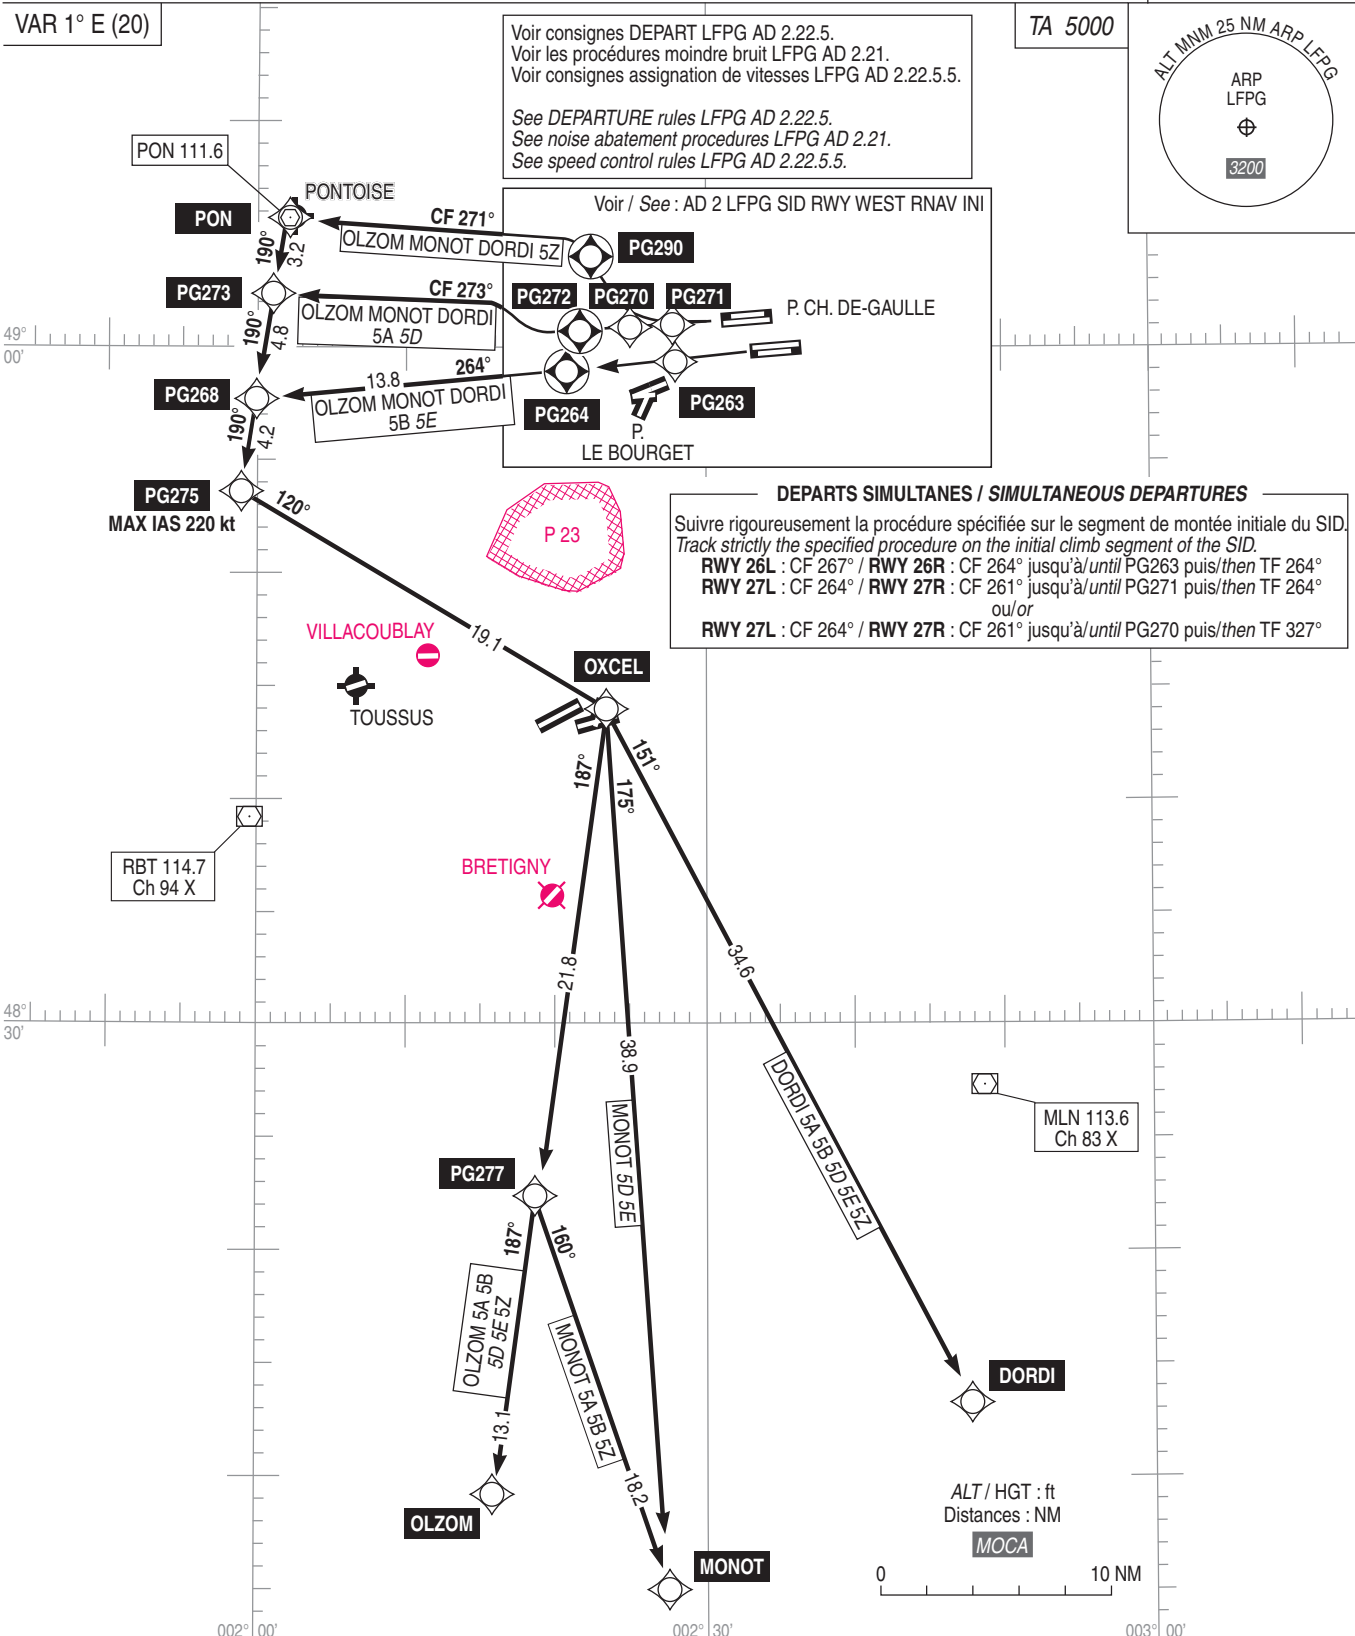 VAR 1° E (20)
Voir consignes DEPART LFPG AD 2.22.5.
Voir les procédures moindre bruit LFPG AD 2.21.
Voir consignes assignation de vitesses LFPG AD 2.22.5.5.
See DEPARTURE rules LFPG AD 2.22.5.
See noise abatement procedures LFPG AD 2.21.
See speed control rules LFPG AD 2.22.5.5.
TA 5000
ALT MNM 25 NM ARP LFPG
ARP
LFPG
3200
PON 111.6
PONTOISE
PON
Voir / See : AD 2 LFPG SID RWY WEST RNAV INI
CF 271°
OLZOM MONOT DORDI 5Z
PG290
190°
3.2
PG273
CF 273°
OLZOM MONOT DORDI
5A 5D
PG272
PG270
PG271
P. CH. DE-GAULLE
49°
00'
190°
4.8
PG268
264°
13.8
OLZOM MONOT DORDI
5B 5E
PG264
PG263
P.
LE BOURGET
190°
4.2
PG275
MAX IAS 220 kt
120°
P 23
DEPARTS SIMULTANES / SIMULTANEOUS DEPARTURES
Suivre rigoureusement la procédure spécifiée sur le segment de montée initiale du SID.
Track strictly the specified procedure on the initial climb segment of the SID.
RWY 26L : CF 267° / RWY 26R : CF 264° jusqu'à/until PG263 puis/then TF 264°
RWY 27L : CF 264° / RWY 27R : CF 261° jusqu'à/until PG271 puis/then TF 264°
ou/or
RWY 27L : CF 264° / RWY 27R : CF 261° jusqu'à/until PG270 puis/then TF 327°
19.1
VILLACOUBLAY
TOUSSUS
OXCEL
187°
175°
151°
RBT 114.7
Ch 94 X
BRETIGNY
21.8
34.6
48°
30'
38.9
MONOT 5D 5E
DORDI 5A 5B 5D 5E 5Z
MLN 113.6
Ch 83 X
PG277
187°
160°
OLZOM 5A 5B
5D 5E 5Z
MONOT 5A 5B 5Z
13.1
18.2
DORDI
OLZOM
MONOT
ALT / HGT : ft
Distances : NM
MOCA
0 10 NM
002° 00'
002° 30'
003° 00'